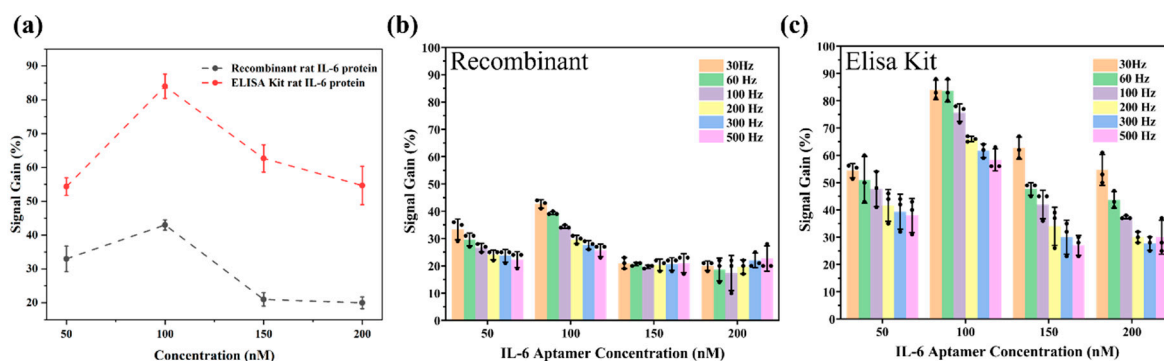 (a)
Signal Gain (%)
90
80
70
60
50
40
30
20
Recombinant rat IL-6 protein
ELISA Kit rat IL-6 protein
50
100
150
200
Concentration (nM)
(b)
Signal Gain (%)
100
90
80
70
60
50
40
30
20
10
0
Recombinant
30Hz
60 Hz
100 Hz
200 Hz
300 Hz
500 Hz
50
100
150
200
IL-6 Aptamer Concentration (nM)
(c)
Signal Gain (%)
100
90
80
70
60
50
40
30
20
10
0
Elisa Kit
30Hz
60 Hz
100 Hz
200 Hz
300 Hz
500 Hz
50
100
150
200
IL-6 Aptamer Concentration (nM)